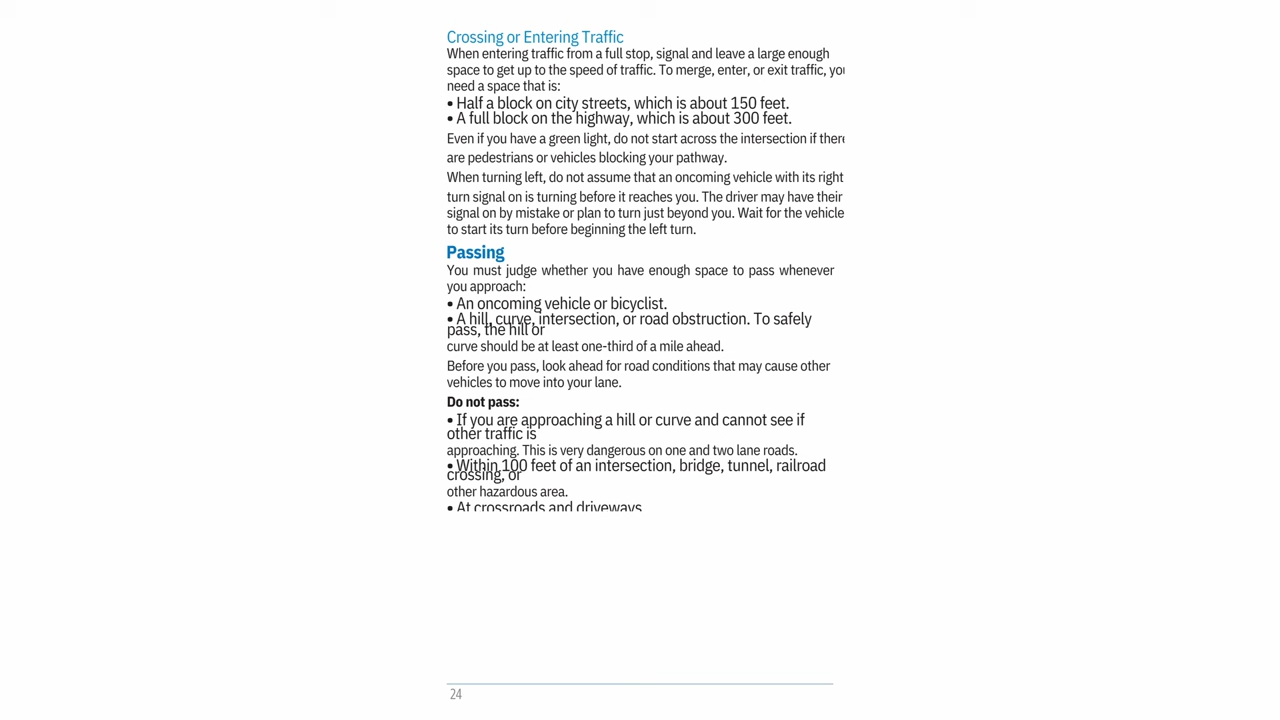 Crossing or Entering Traffic
When entering traffic from a full stop, signal and leave a large enough
space to get up to the speed of traffic. To merge, enter, or exit traffic, you
need a space that is:
• Half a block on city streets, which is about 150 feet.
• A full block on the highway, which is about 300 feet.
Even if you have a green light, do not start across the intersection if there
are pedestrians or vehicles blocking your pathway.
When turning left, do not assume that an oncoming vehicle with its right
turn signal on is turning before it reaches you. The driver may have their
signal on by mistake or plan to turn just beyond you. Wait for the vehicle
to start its turn before beginning the left turn.
Passing
You must judge whether you have enough space to pass whenever
you approach:
• An oncoming vehicle or bicyclist.
• A hill, curve, intersection, or road obstruction. To safely
pass, the hill or
curve should be at least one-third of a mile ahead.
Before you pass, look ahead for road conditions that may cause other
vehicles to move into your lane.
Do not pass:
• If you are approaching a hill or curve and cannot see if
other traffic is
approaching. This is very dangerous on one and two lane roads.
• Within 100 feet of an intersection, bridge, tunnel, railroad
crossing, or
other hazardous area.
• At crossroads and driveways
24